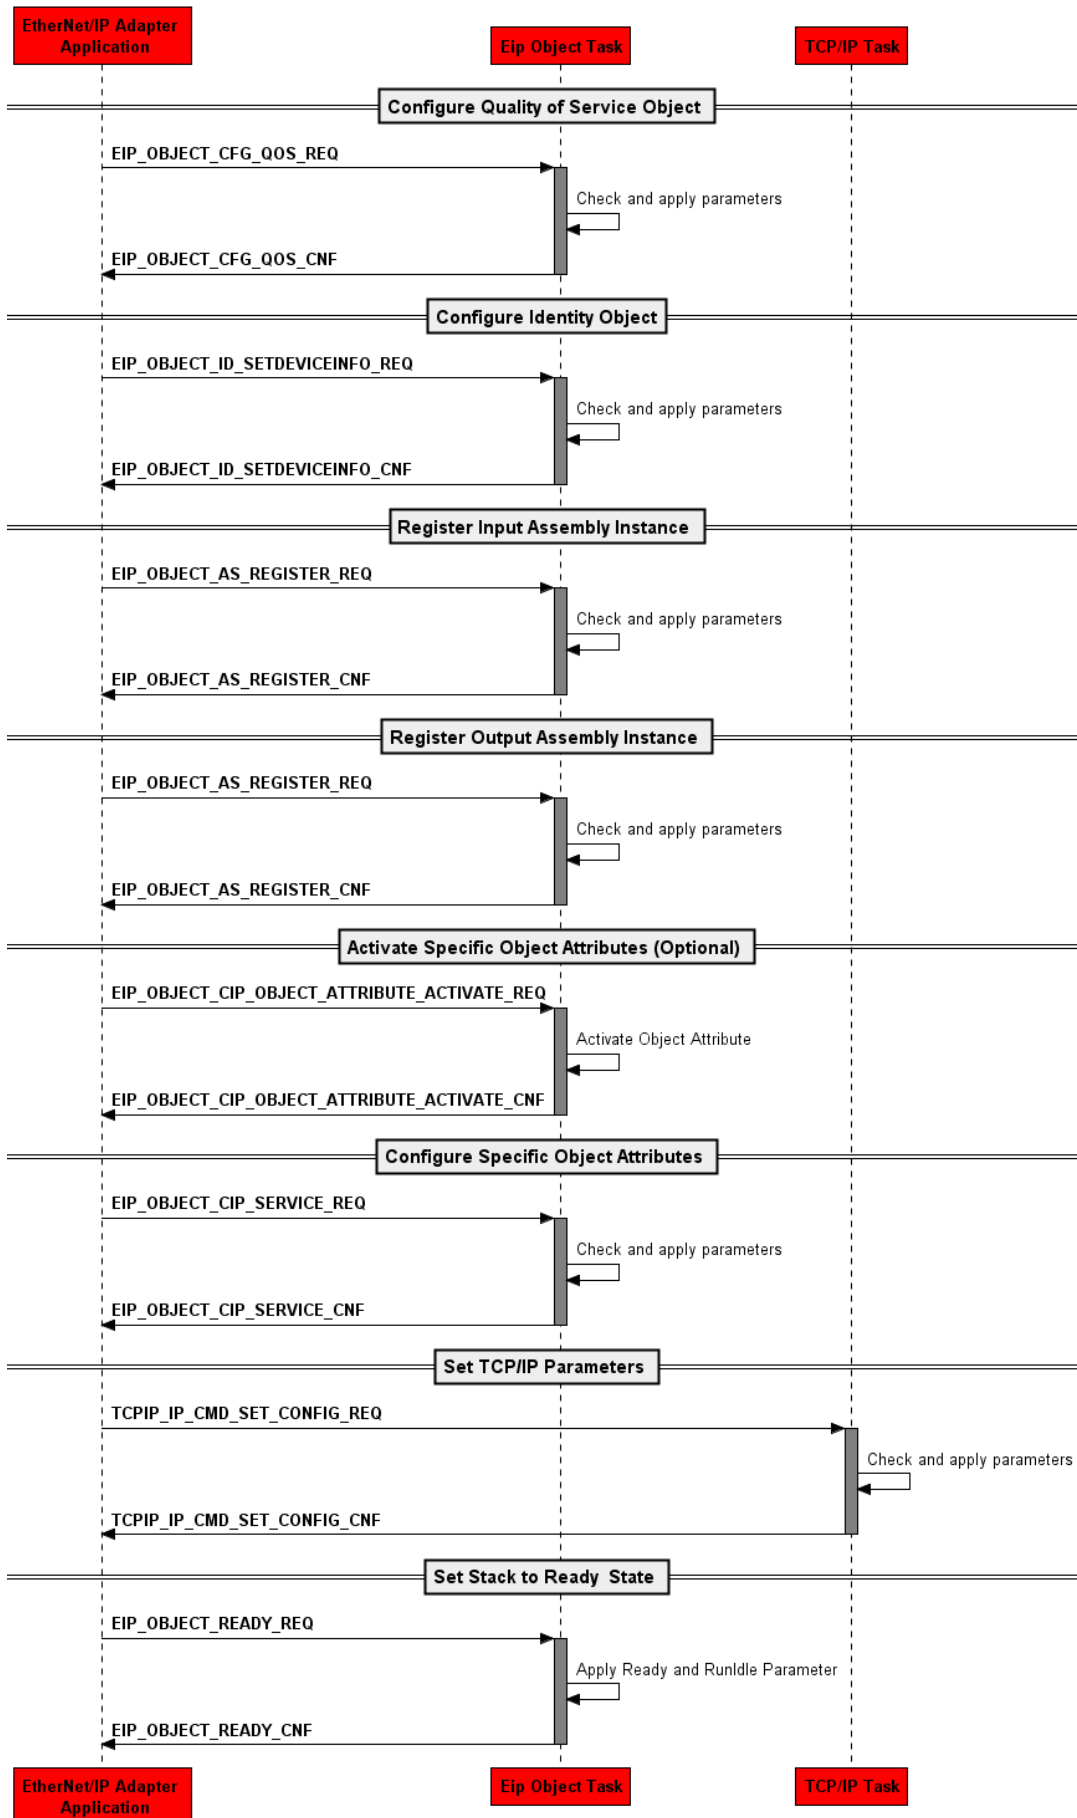 EtherNet/IP Adapter
Application
Eip Object Task
TCP/IP Task
Configure Quality of Service Object
EIP_OBJECT_CFG_QOS_REQ
Check and apply parameters
EIP_OBJECT_CFG_QOS_CNF
Configure Identity Object
EIP_OBJECT_ID_SETDEVICEINFO_REQ
Check and apply parameters
EIP_OBJECT_ID_SETDEVICEINFO_CNF
Register Input Assembly Instance
EIP_OBJECT_AS_REGISTER_REQ
Check and apply parameters
EIP_OBJECT_AS_REGISTER_CNF
Register Output Assembly Instance
EIP_OBJECT_AS_REGISTER_REQ
Check and apply parameters
EIP_OBJECT_AS_REGISTER_CNF
Activate Specific Object Attributes (Optional)
EIP_OBJECT_CIP_OBJECT_ATTRIBUTE_ACTIVATE_REQ
Activate Object Attribute
EIP_OBJECT_CIP_OBJECT_ATTRIBUTE_ACTIVATE_CNF
Configure Specific Object Attributes
EIP_OBJECT_CIP_SERVICE_REQ
Check and apply parameters
EIP_OBJECT_CIP_SERVICE_CNF
Set TCP/IP Parameters
TCPIP_IP_CMD_SET_CONFIG_REQ
Check and apply parameters
TCPIP_IP_CMD_SET_CONFIG_CNF
Set Stack to Ready State
EIP_OBJECT_READY_REQ
Apply Ready and RunIdle Parameter
EIP_OBJECT_READY_CNF
EtherNet/IP Adapter
Application
Eip Object Task
TCP/IP Task